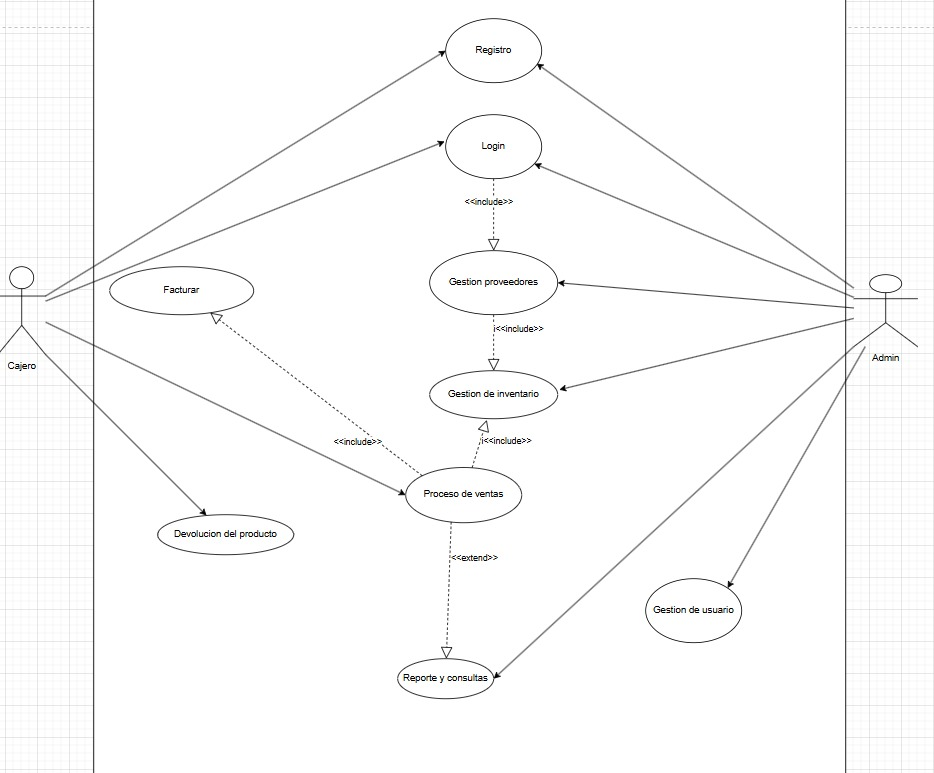 Registro
Login
<<include>>
Gestion proveedores
Facturar
<<include>>
Cajero
Admin
Gestion de inventario
<<include>>
<<include>>
Proceso de ventas
Devolucion del producto
<<extend>>
Gestion de usuario
Reporte y consultas